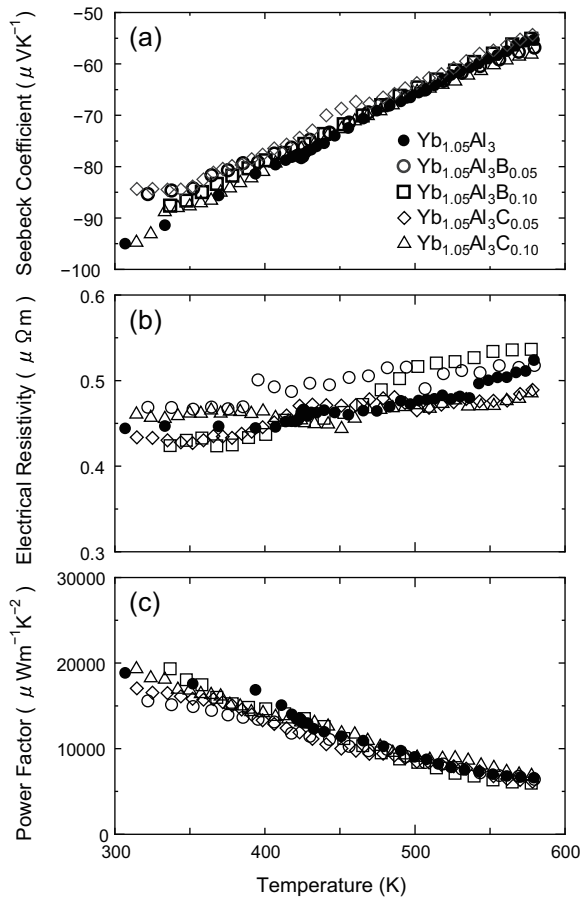 (a)
Seebeck Coefficient ( μ VK⁻¹ )
−50
−60
−70
−80
−90
−100
Yb₁.₀₅Al₃
Yb₁.₀₅Al₃B₀.₀₅
Yb₁.₀₅Al₃B₀.₁₀
Yb₁.₀₅Al₃C₀.₀₅
Yb₁.₀₅Al₃C₀.₁₀
(b)
Electrical Resistivity ( μ Ω m )
0.6
0.5
0.4
0.3
(c)
Power Factor ( μ Wm⁻¹K⁻² )
30000
20000
10000
0
300 400 500 600
Temperature (K)